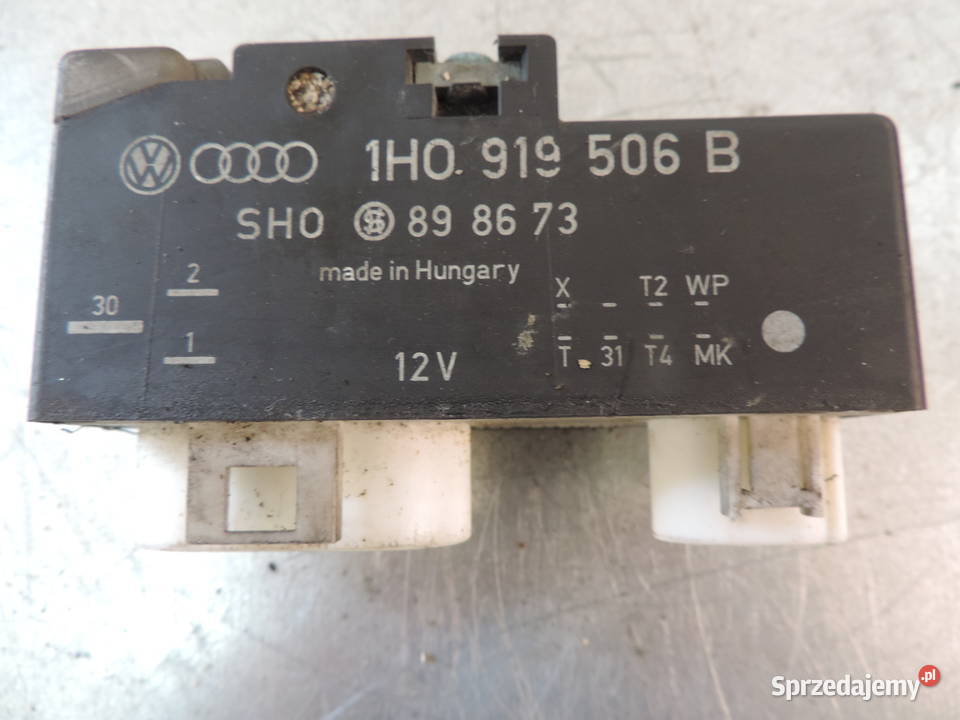 1H0 919 506 B
SHO 89 86 73
made in Hungary
2
X T2 WP
30
1
T 31 T4 MK
12V
Sprzedajemy.pl